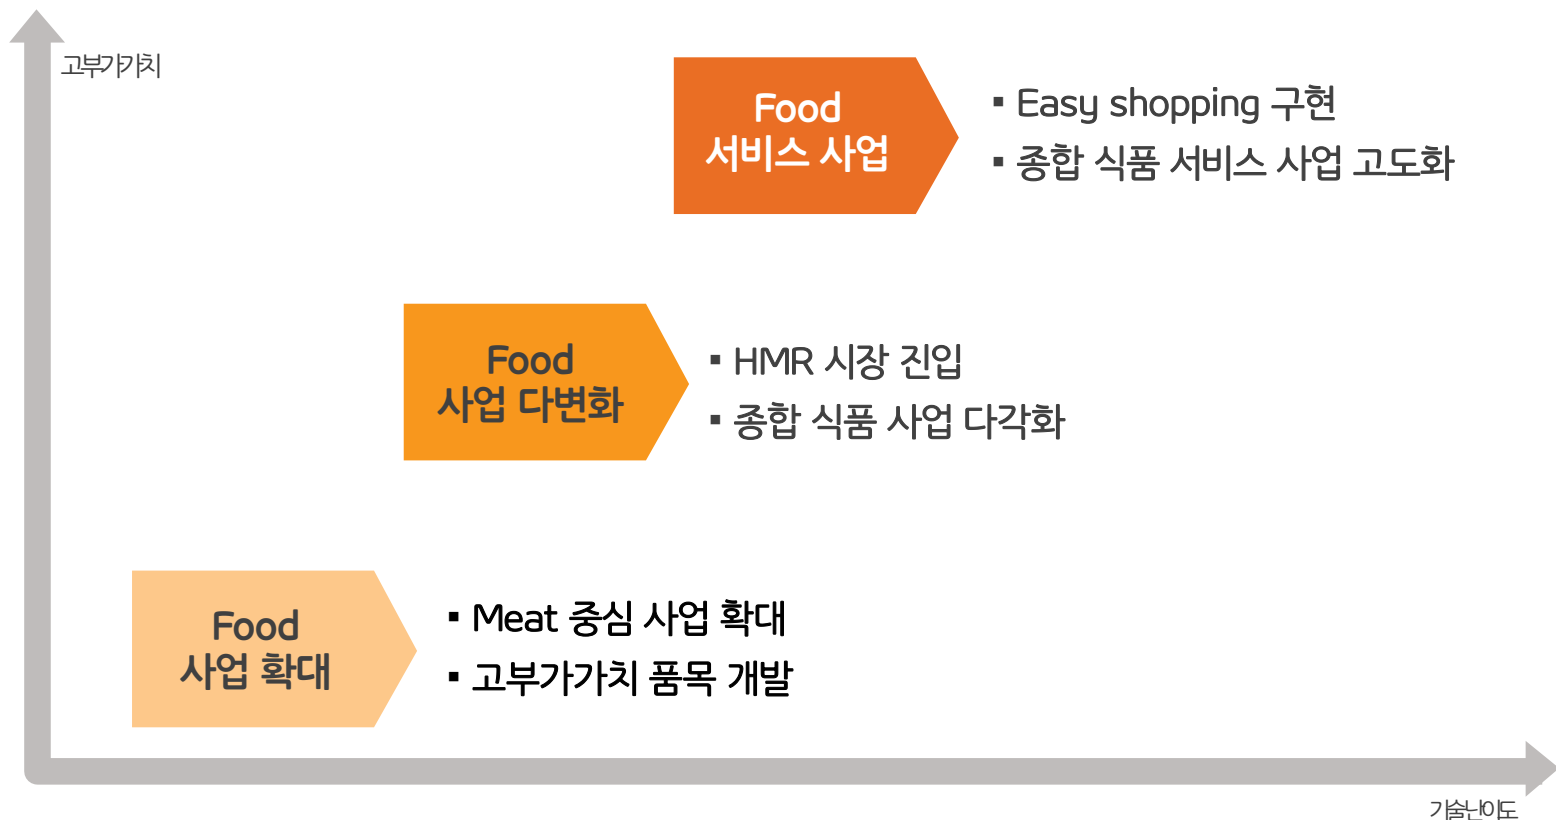 고부가가치
Food
서비스 사업
▪ Easy shopping 구현
▪ 종합 식품 서비스 사업 고도화
Food
사업 다변화
▪ HMR 시장 진입
▪ 종합 식품 사업 다각화
Food
사업 확대
▪ Meat 중심 사업 확대
▪ 고부가가치 품목 개발
기술난이도